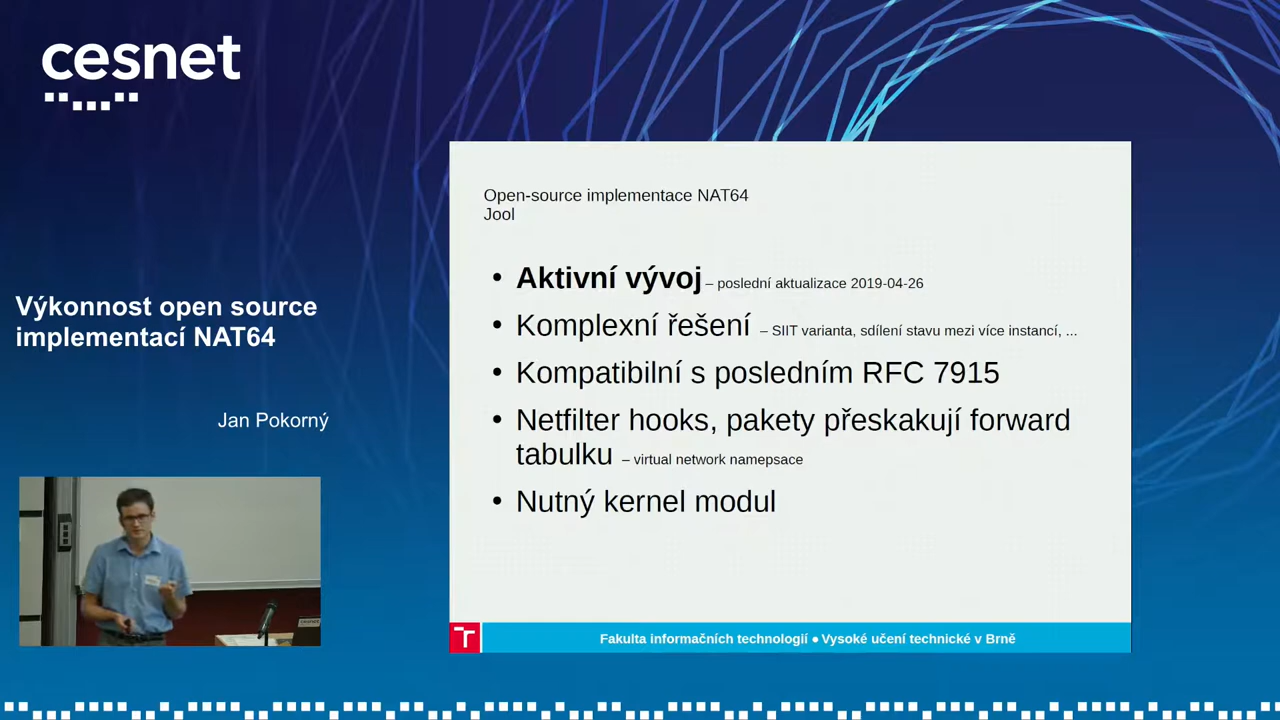 cesnet
Výkonnost open source
implementací NAT64
Jan Pokorný
Open-source implementace NAT64
Jool
• Aktivní vývoj – poslední aktualizace 2019-04-26
• Komplexní řešení – SIIT varianta, sdílení stavu mezi více instancí, ...
• Kompatibilní s posledním RFC 7915
• Netfilter hooks, pakety přeskakují forward
tabulku – virtual network namepsace
• Nutný kernel modul
Fakulta informačních technologií ● Vysoké učení technické v Brně